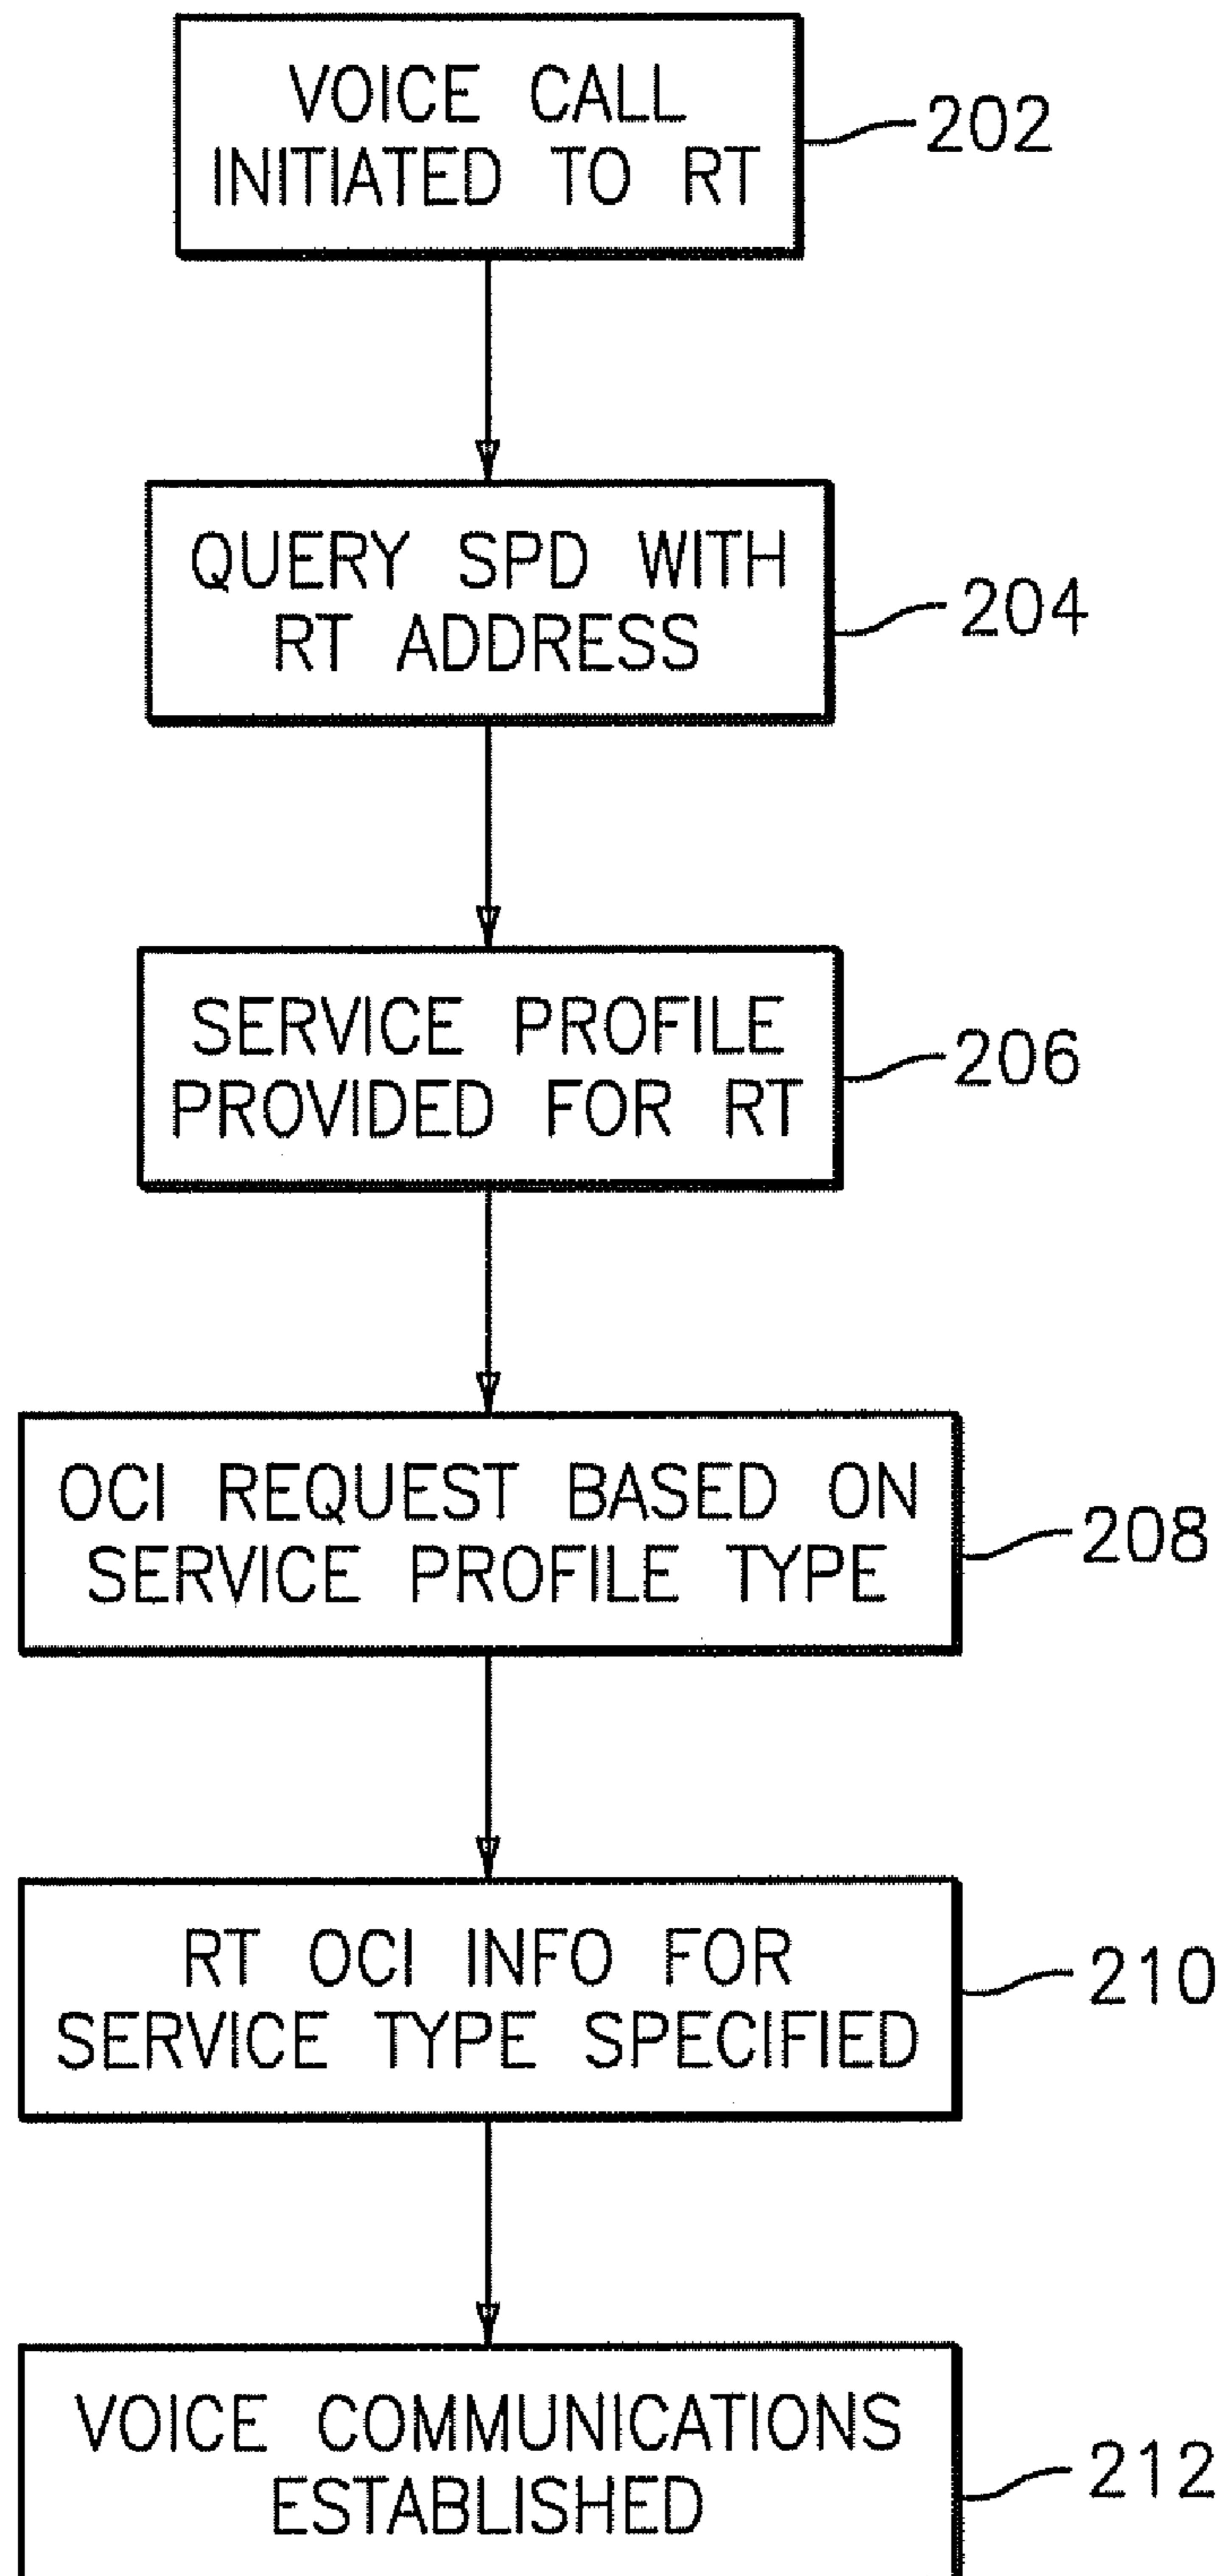 VOICE CALL
INITIATED TO RT
202
QUERY SPD WITH
RT ADDRESS
204
SERVICE PROFILE
PROVIDED FOR RT
206
OCI REQUEST BASED ON
SERVICE PROFILE TYPE
208
RT OCI INFO FOR
SERVICE TYPE SPECIFIED
210
VOICE COMMUNICATIONS
ESTABLISHED
212